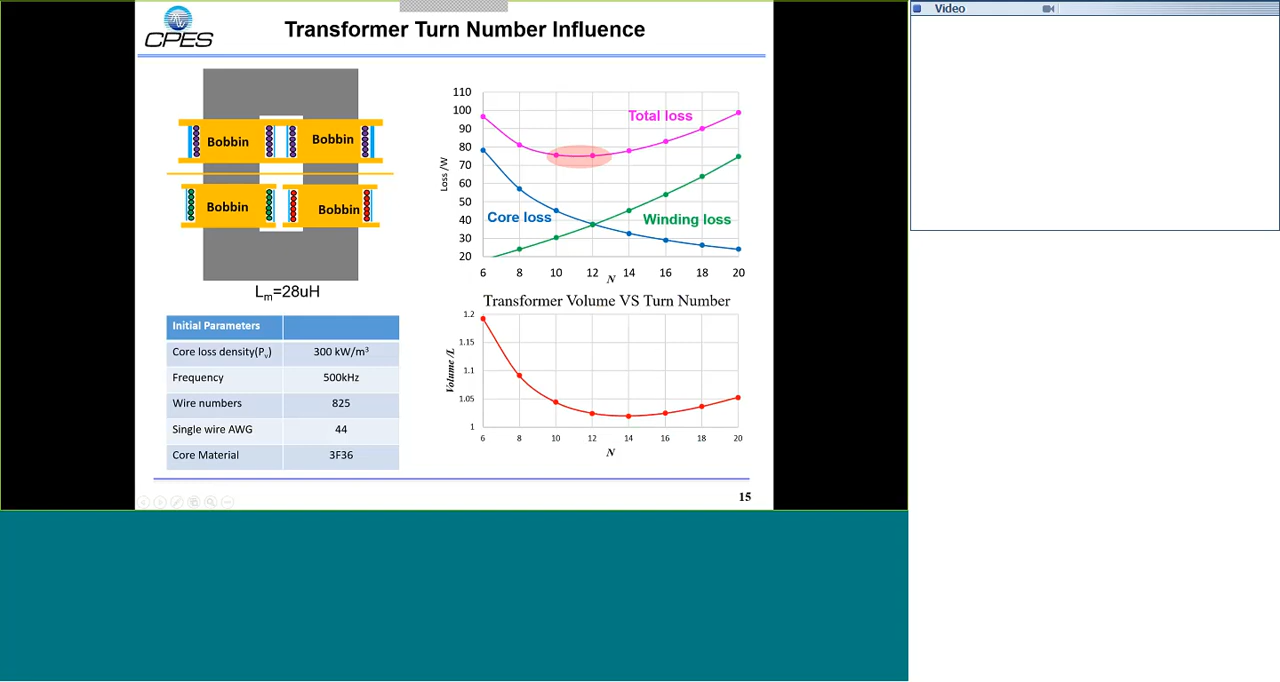 Video
CPES
Transformer Turn Number Influence
Bobbin
Bobbin
Bobbin
Bobbin
Lm=28uH
Initial Parameters
Core loss density(Pv) 300 kW/m³
Frequency 500kHz
Wire numbers 825
Single wire AWG 44
Core Material 3F36
110
100
90
80
70
60
50
40
30
20
Loss /W
Total loss
Core loss
Winding loss
6 8 10 12 14 16 18 20
N
Transformer Volume VS Turn Number
1.2
1.15
1.1
1.05
1
Volume /L
6 8 10 12 14 16 18 20
N
15